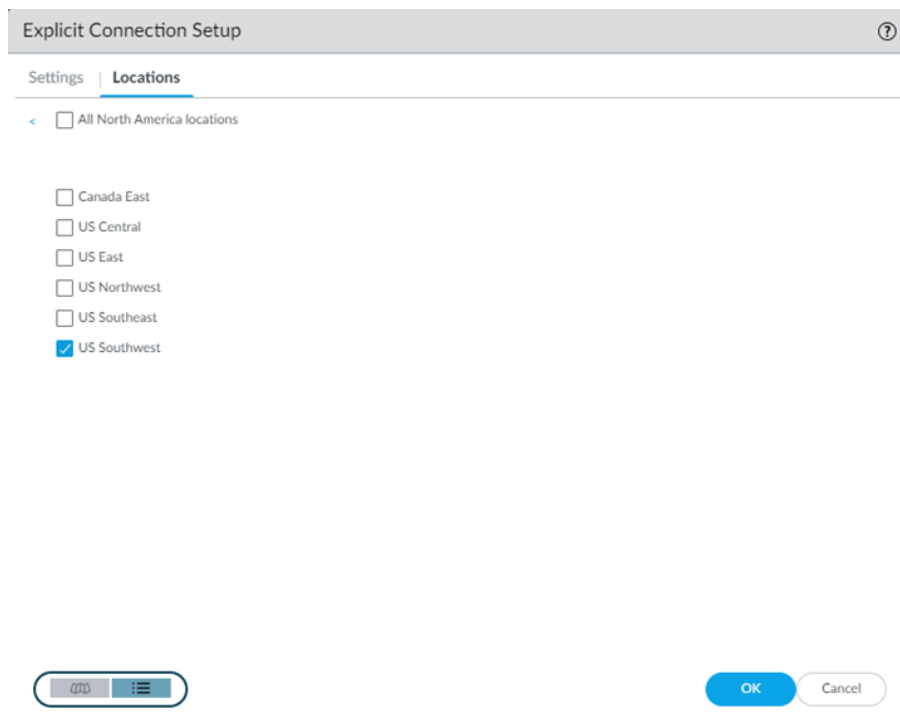 Explicit Connection Setup
?
Settings | Locations
< All North America locations
Canada East
US Central
US East
US Northwest
US Southeast
US Southwest
OK Cancel